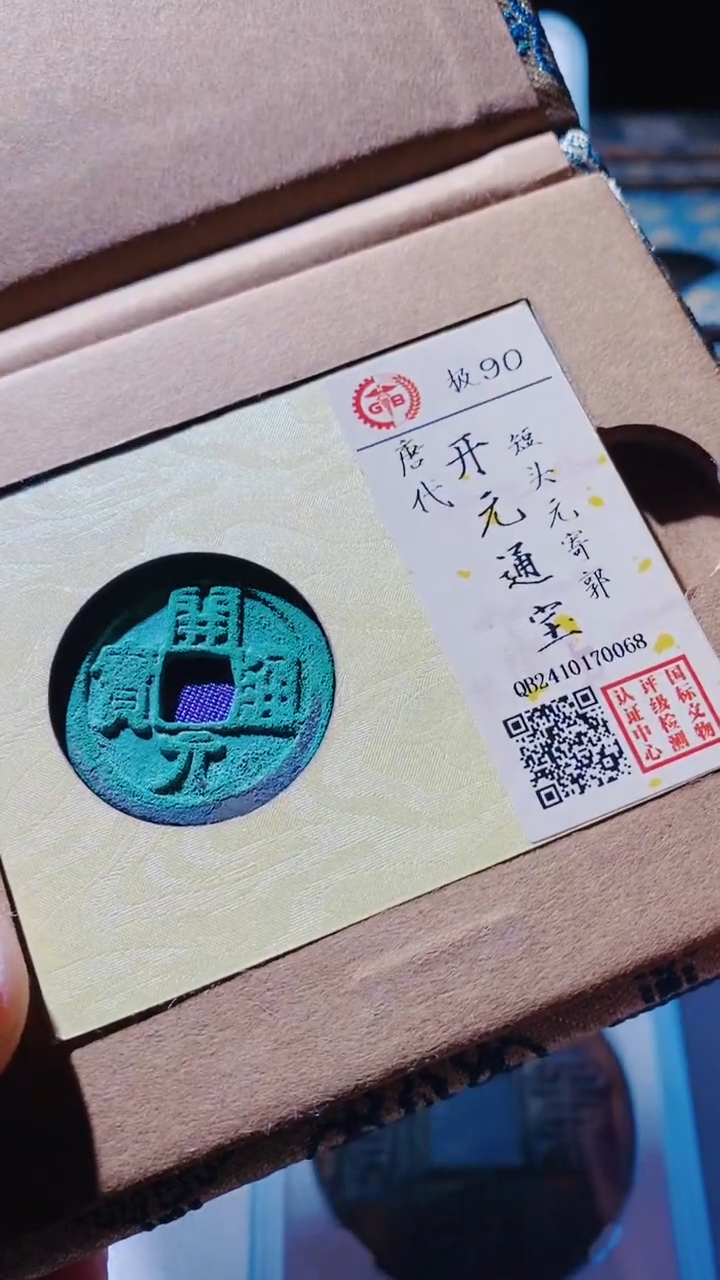 GB
极90
唐代
开元通宝
短头元寄郭
QB2410170068
国标文物
评级检测
认证中心
開元通寳